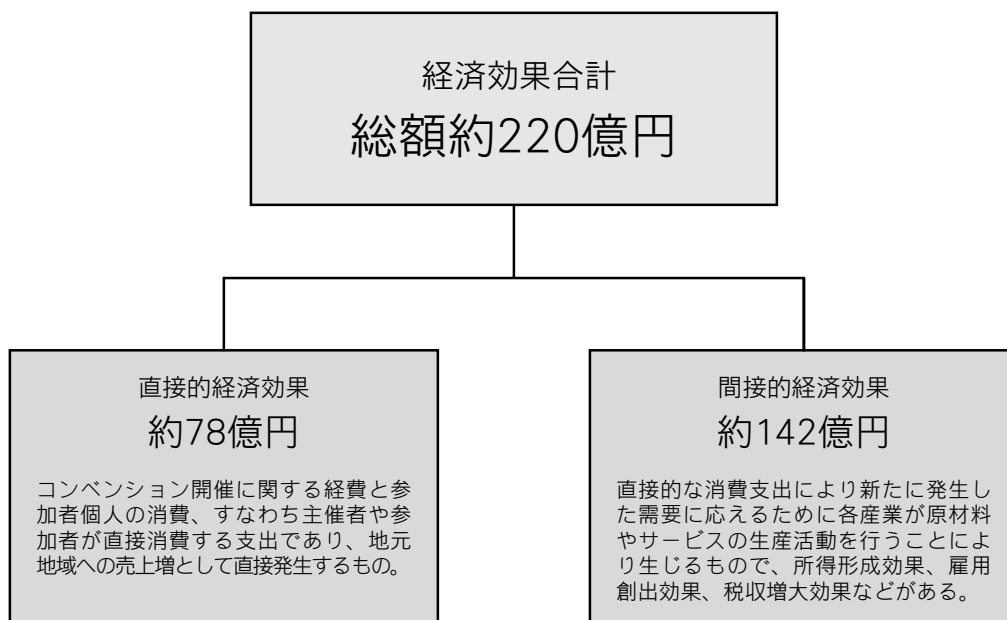 経済効果合計
総額約220億円
直接的経済効果
約78億円
コンベンション開催に関する経費と参
加者個人の消費、すなわち主催者や参
加者が直接消費する支出であり、地元
地域への売上増として直接発生するもの。
間接的経済効果
約142億円
直接的な消費支出により新たに発生し
た需要に応えるために各産業が原材料
やサービスの生産活動を行うことによ
り生じるもので、所得形成効果、雇用
創出効果、税収増大効果などがある。